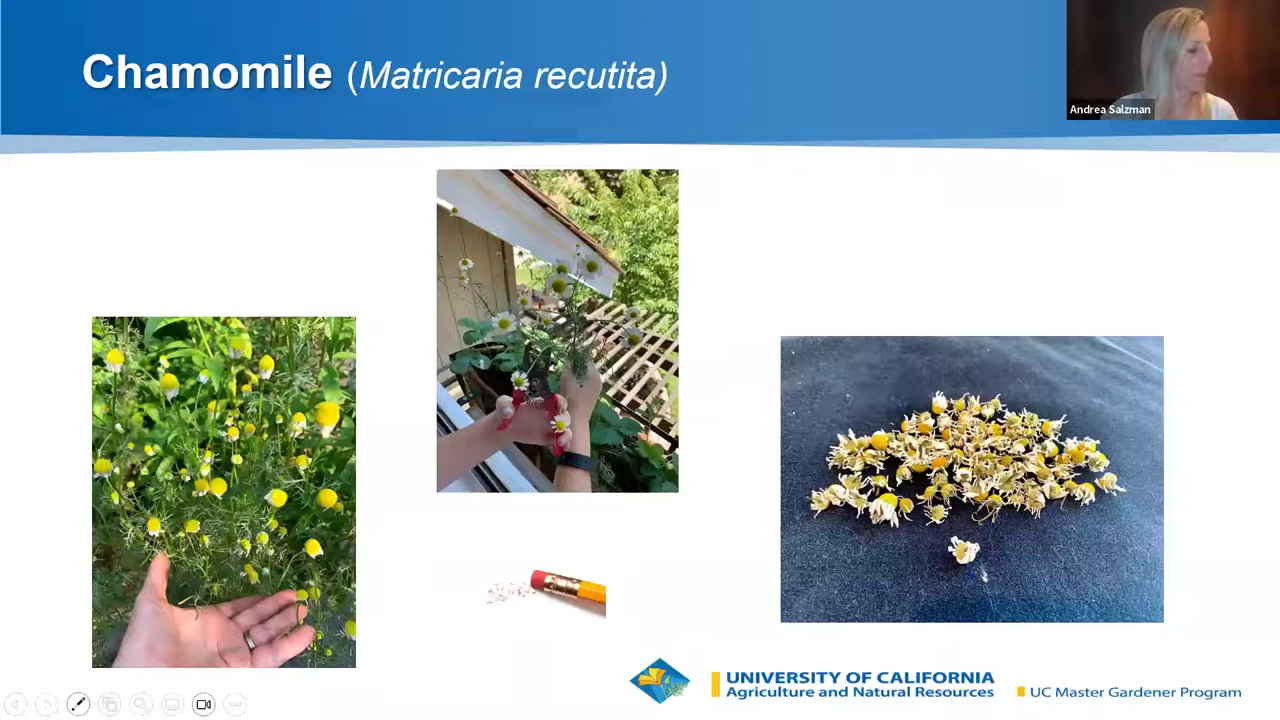 Chamomile (Matricaria recutita)
Andrea Salzman
UNIVERSITY OF CALIFORNIA
Agriculture and Natural Resources
UC Master Gardener Program